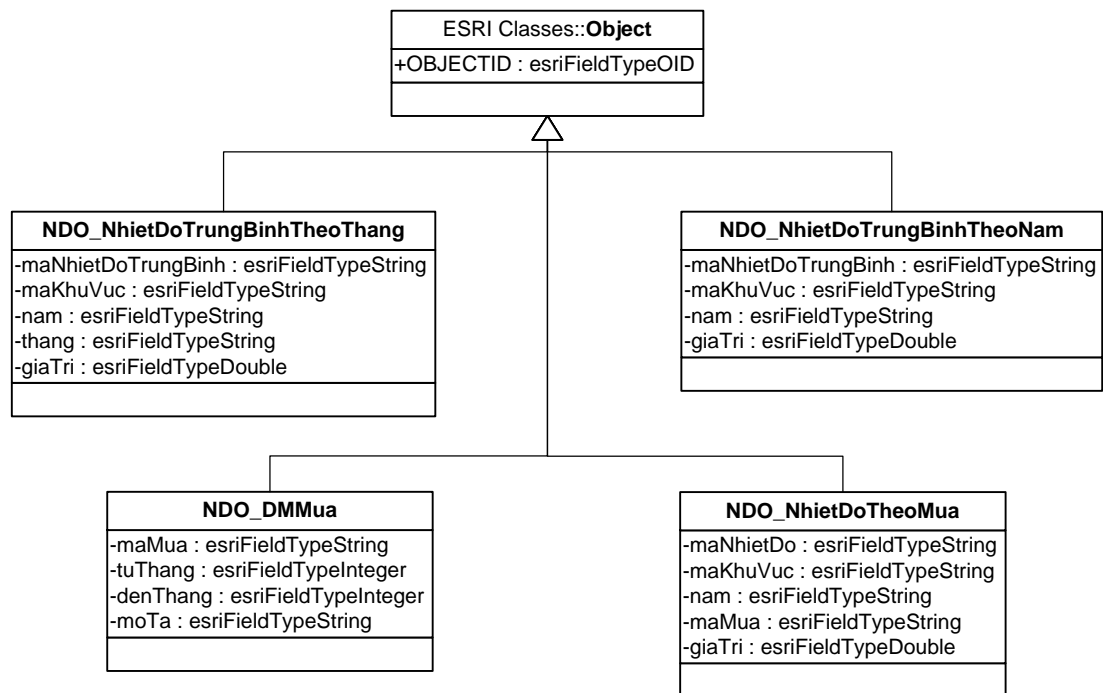 ESRI Classes::Object
+OBJECTID : esriFieldTypeOID
NDO_NhietDoTrungBinhTheoThang
-maNhietDoTrungBinh : esriFieldTypeString
-maKhuVuc : esriFieldTypeString
-nam : esriFieldTypeString
-thang : esriFieldTypeString
-giaTri : esriFieldTypeDouble
NDO_NhietDoTrungBinhTheoNam
-maNhietDoTrungBinh : esriFieldTypeString
-maKhuVuc : esriFieldTypeString
-nam : esriFieldTypeString
-giaTri : esriFieldTypeDouble
NDO_DMMua
-maMua : esriFieldTypeString
-tuThang : esriFieldTypeInteger
-denThang : esriFieldTypeInteger
-moTa : esriFieldTypeString
NDO_NhietDoTheoMua
-maNhietDo : esriFieldTypeString
-maKhuVuc : esriFieldTypeString
-nam : esriFieldTypeString
-maMua : esriFieldTypeString
-giaTri : esriFieldTypeDouble